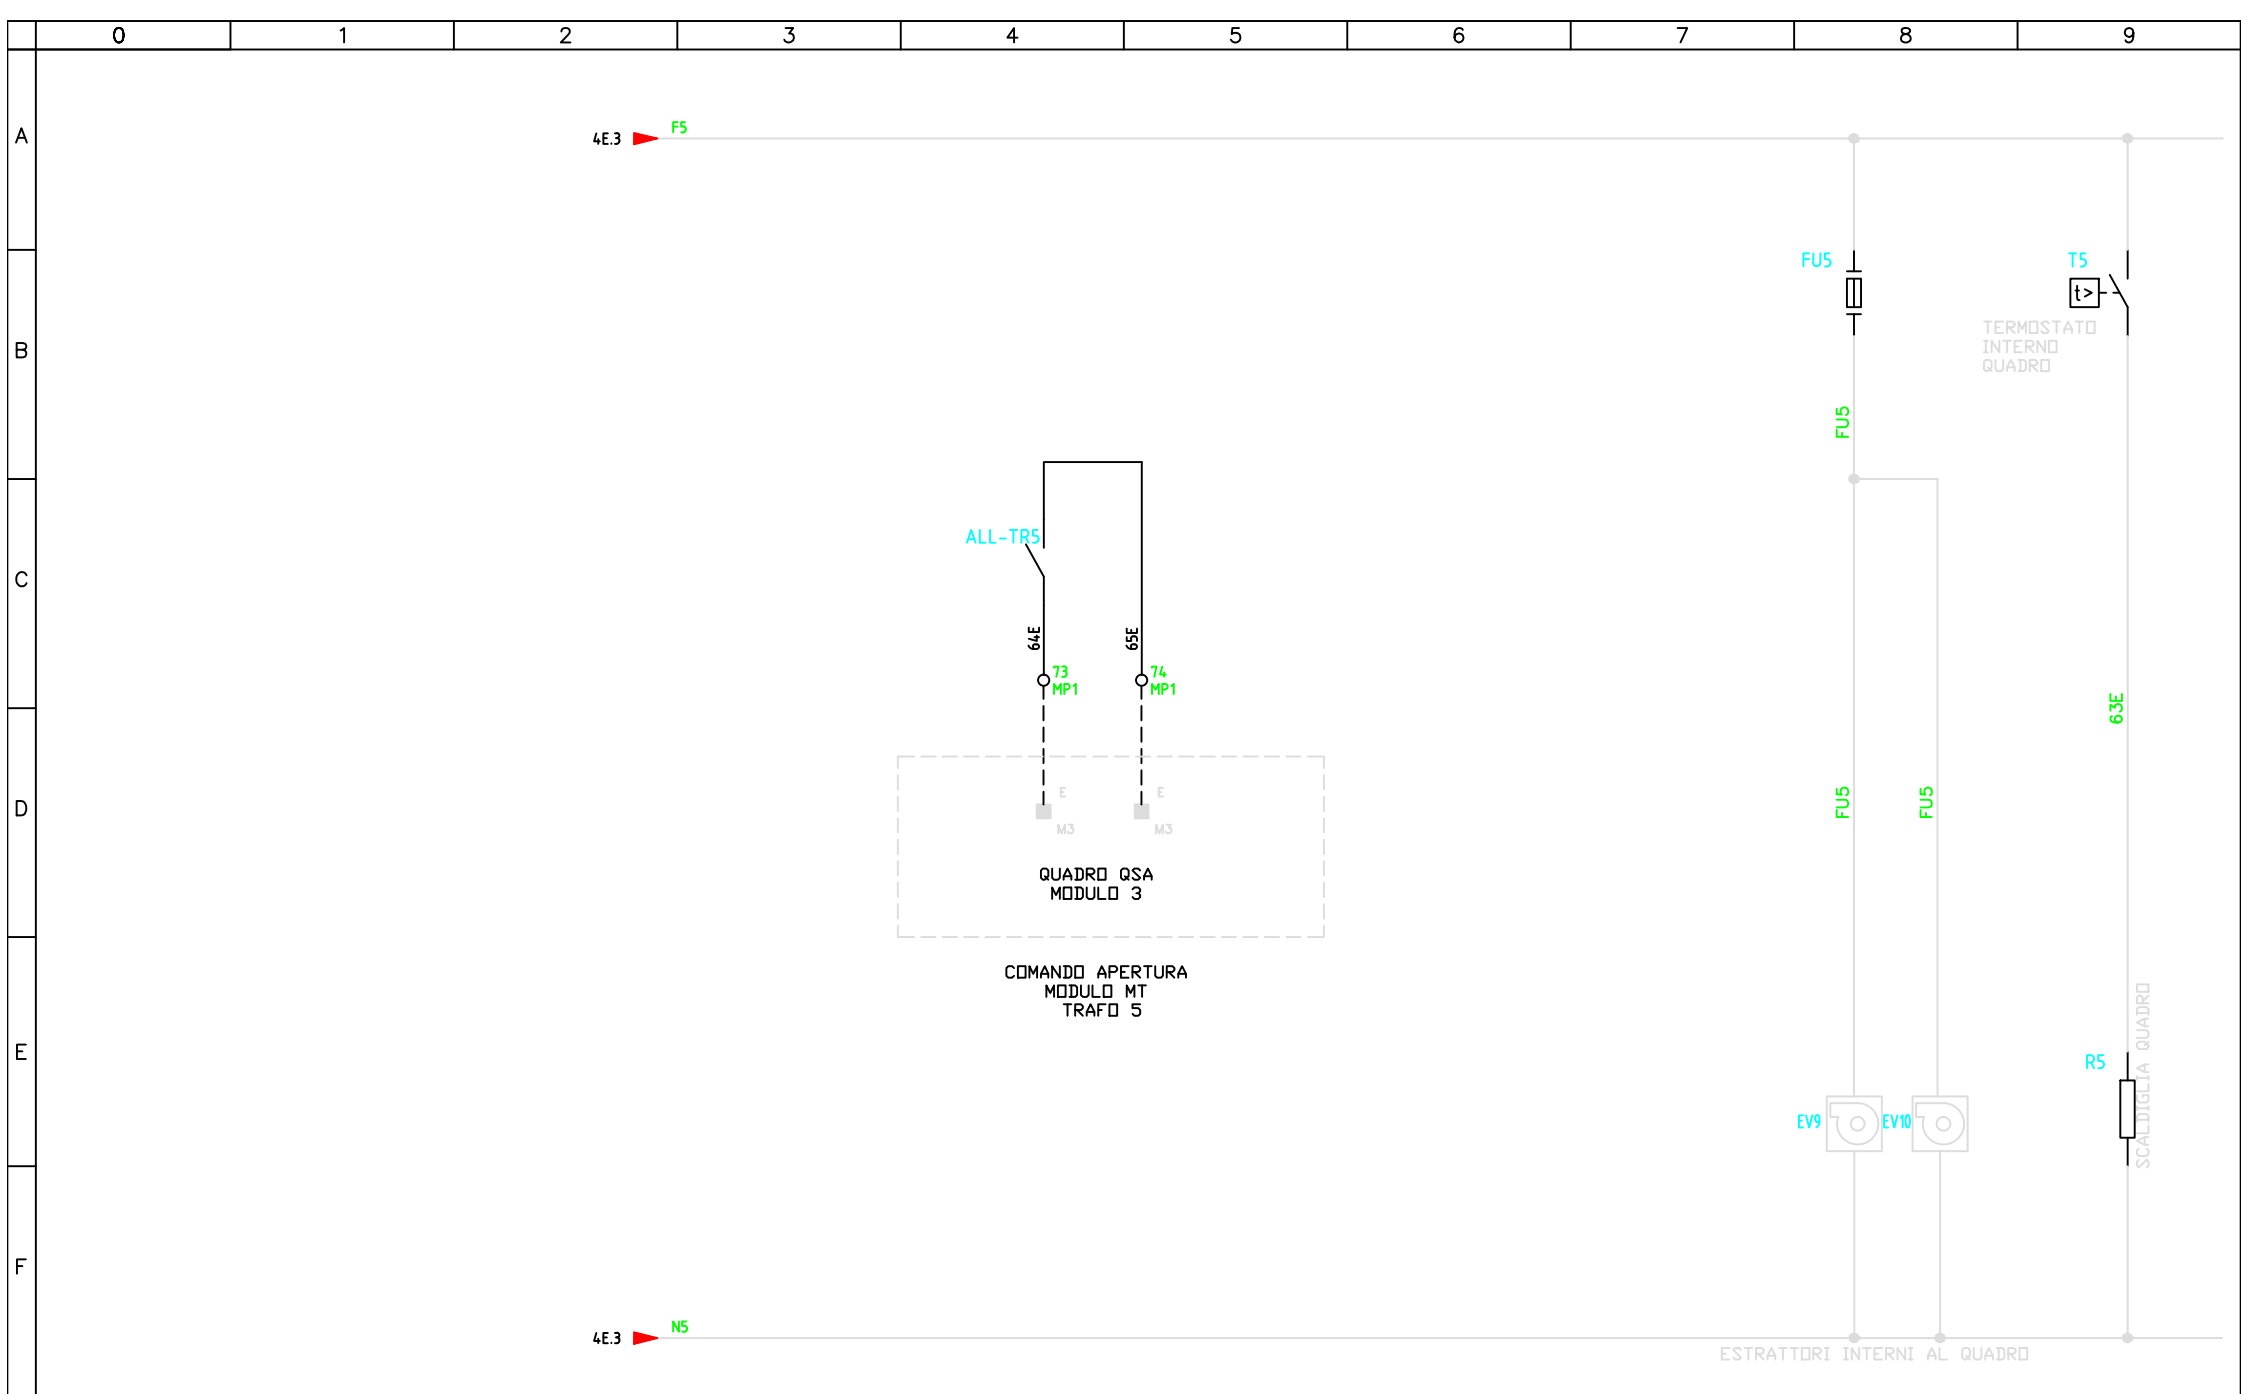 0 1 2 3 4 5 6 7 8 9
A
4E.3 F5
FU5
T5
t>
B
TERMOSTATO
INTERNO
QUADRO
FU5
ALL-TR5
C
64E
65E
73
MP1
74
MP1
63E
E
E
D
FU5
FU5
M3
M3
QUADRO QSA
MODULO 3
COMANDO APERTURA
MODULO MT
TRAFO 5
E
R5
SCALDIGLIA QUADRO
EV9
EV10
F
4E.3 N5
ESTRATTORI INTERNI AL QUADRO